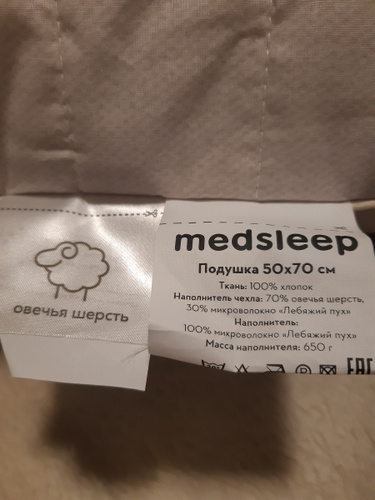 medsleep
Подушка 50х70 см
Ткань: 100% хлопок
Наполнитель чехла: 70% овечья шерсть,
30% микроволокно «Лебяжий пух»
Наполнитель:
100% микроволокно «Лебяжий пух»
Масса наполнителя: 650 г
EAC
овечья шерсть